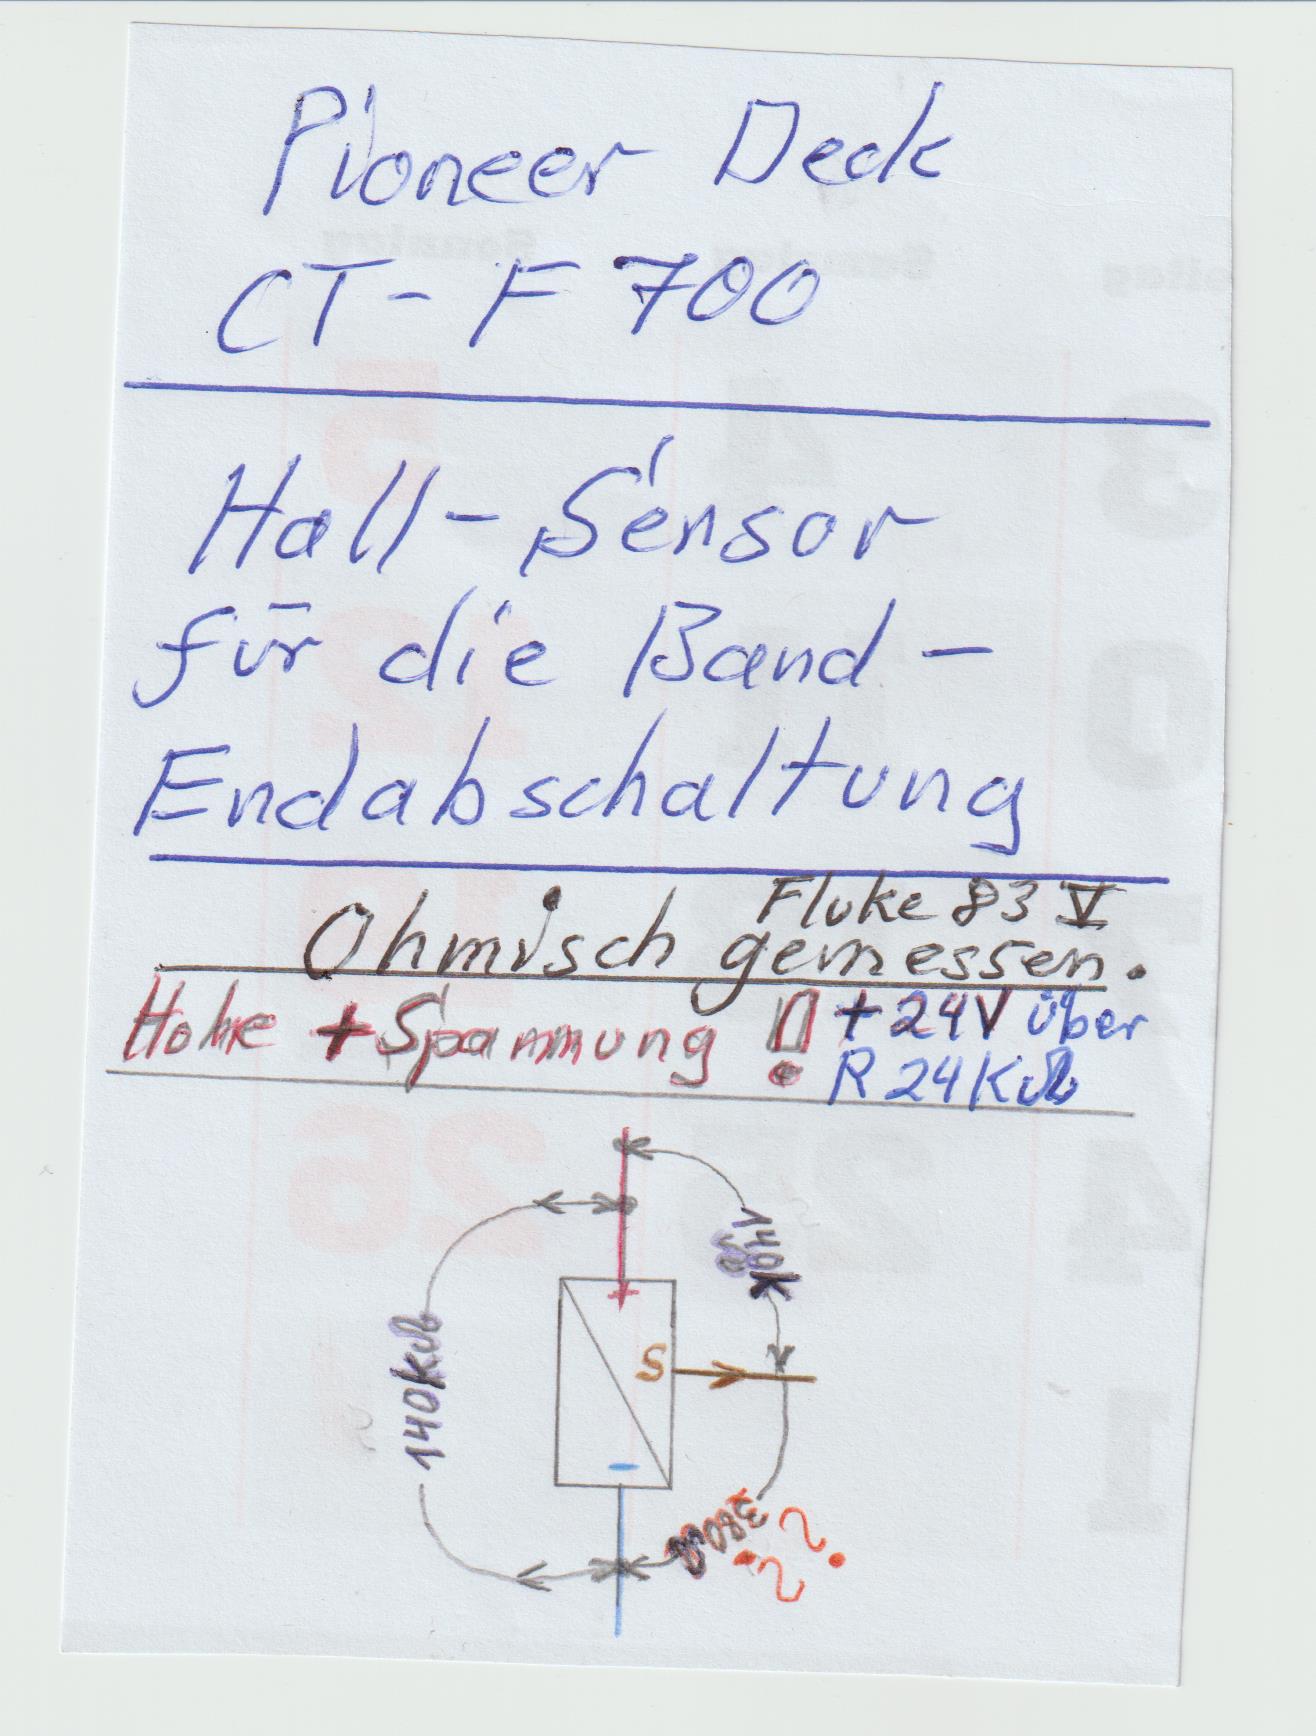 Pioneer Deck
CT-F 700
Hall-Sensor
für die Band-
Endabschaltung
Fluke 83 V
Ohmisch gemessen.
Hohe + Spannung ! + 24V über
R 24KΩ
140KΩ
140K
Ω
+
S
-
380Ω
??